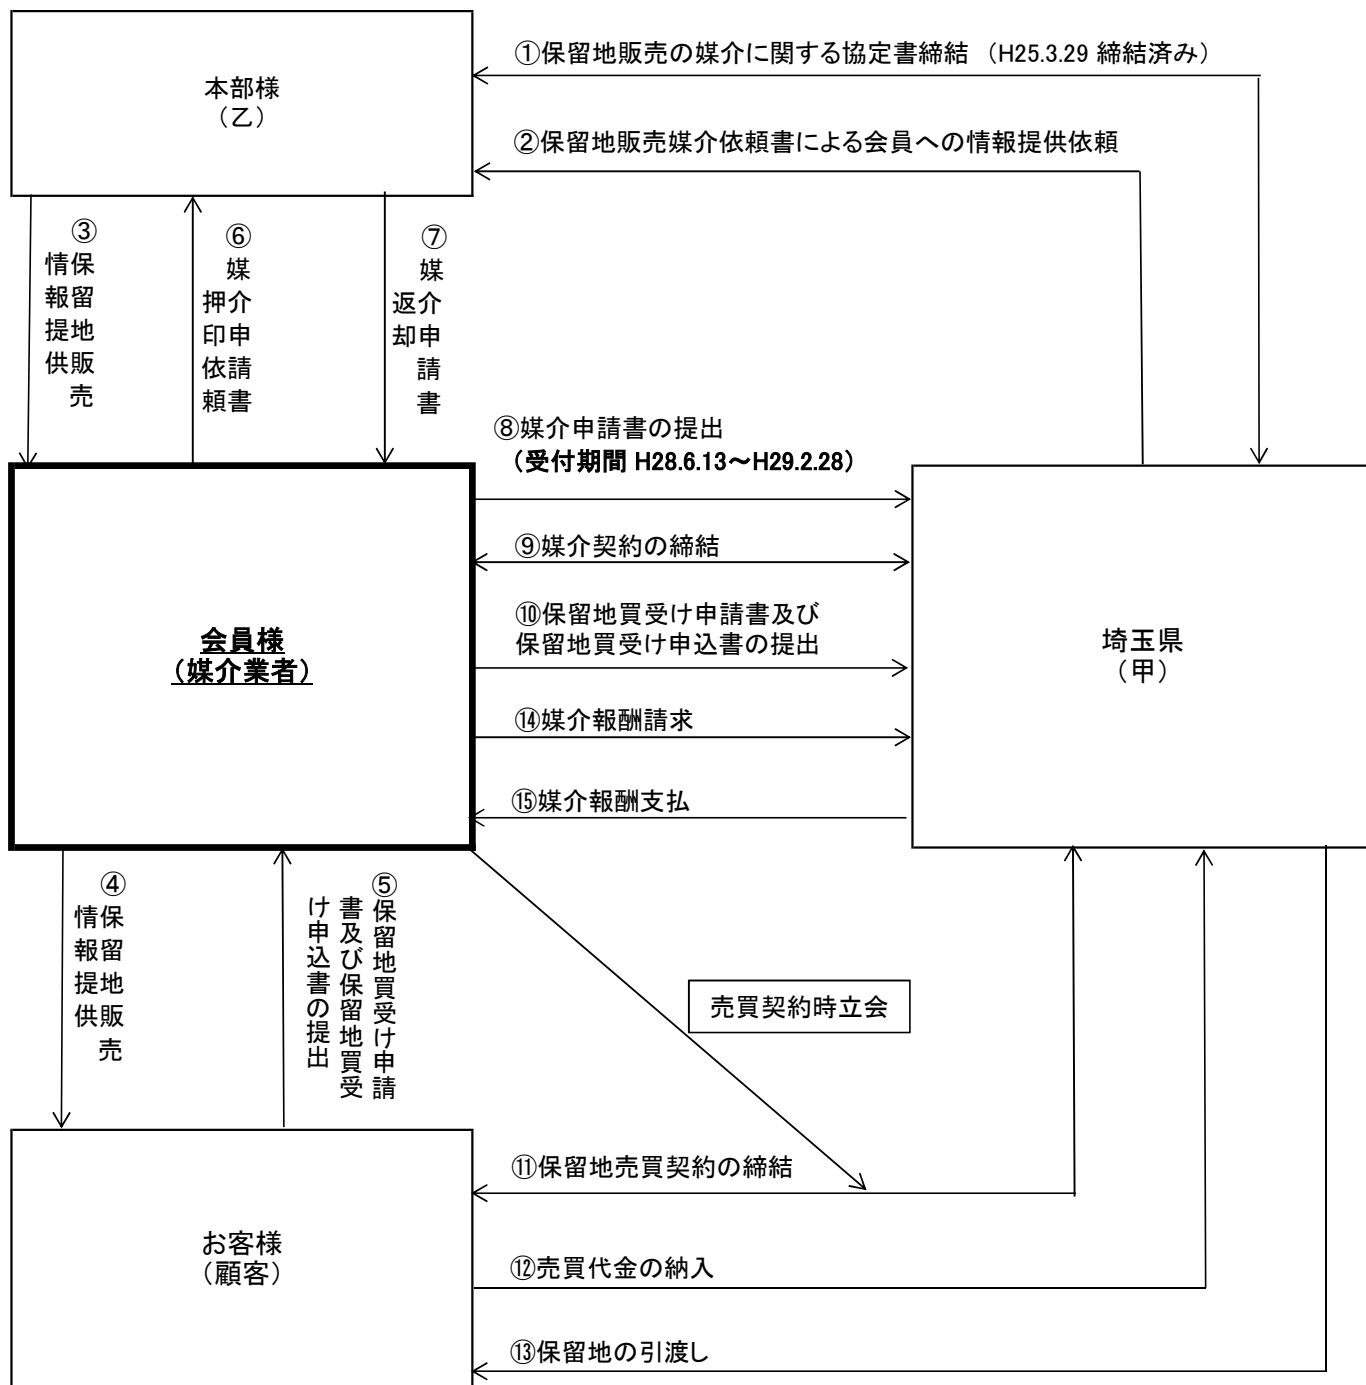 ①保留地販売の媒介に関する協定書締結 （H25.3.29 締結済み）
本部様
（乙）
②保留地販売媒介依頼書による会員への情報提供依頼
③保留地販売
情報提供
⑥媒介申請書
押印依頼
⑦媒介申請書
返却
⑧媒介申請書の提出
（受付期間 H28.6.13～H29.2.28）
⑨媒介契約の締結
⑩保留地買受け申請書及び
保留地買受け申込書の提出
会員様
（媒介業者）
埼玉県
（甲）
⑭媒介報酬請求
⑮媒介報酬支払
④保留地販売
情報提供
⑤保留地買受け申請
書及び保留地買受
け申込書の提出
売買契約時立会
⑪保留地売買契約の締結
お客様
（顧客）
⑫売買代金の納入
⑬保留地の引渡し